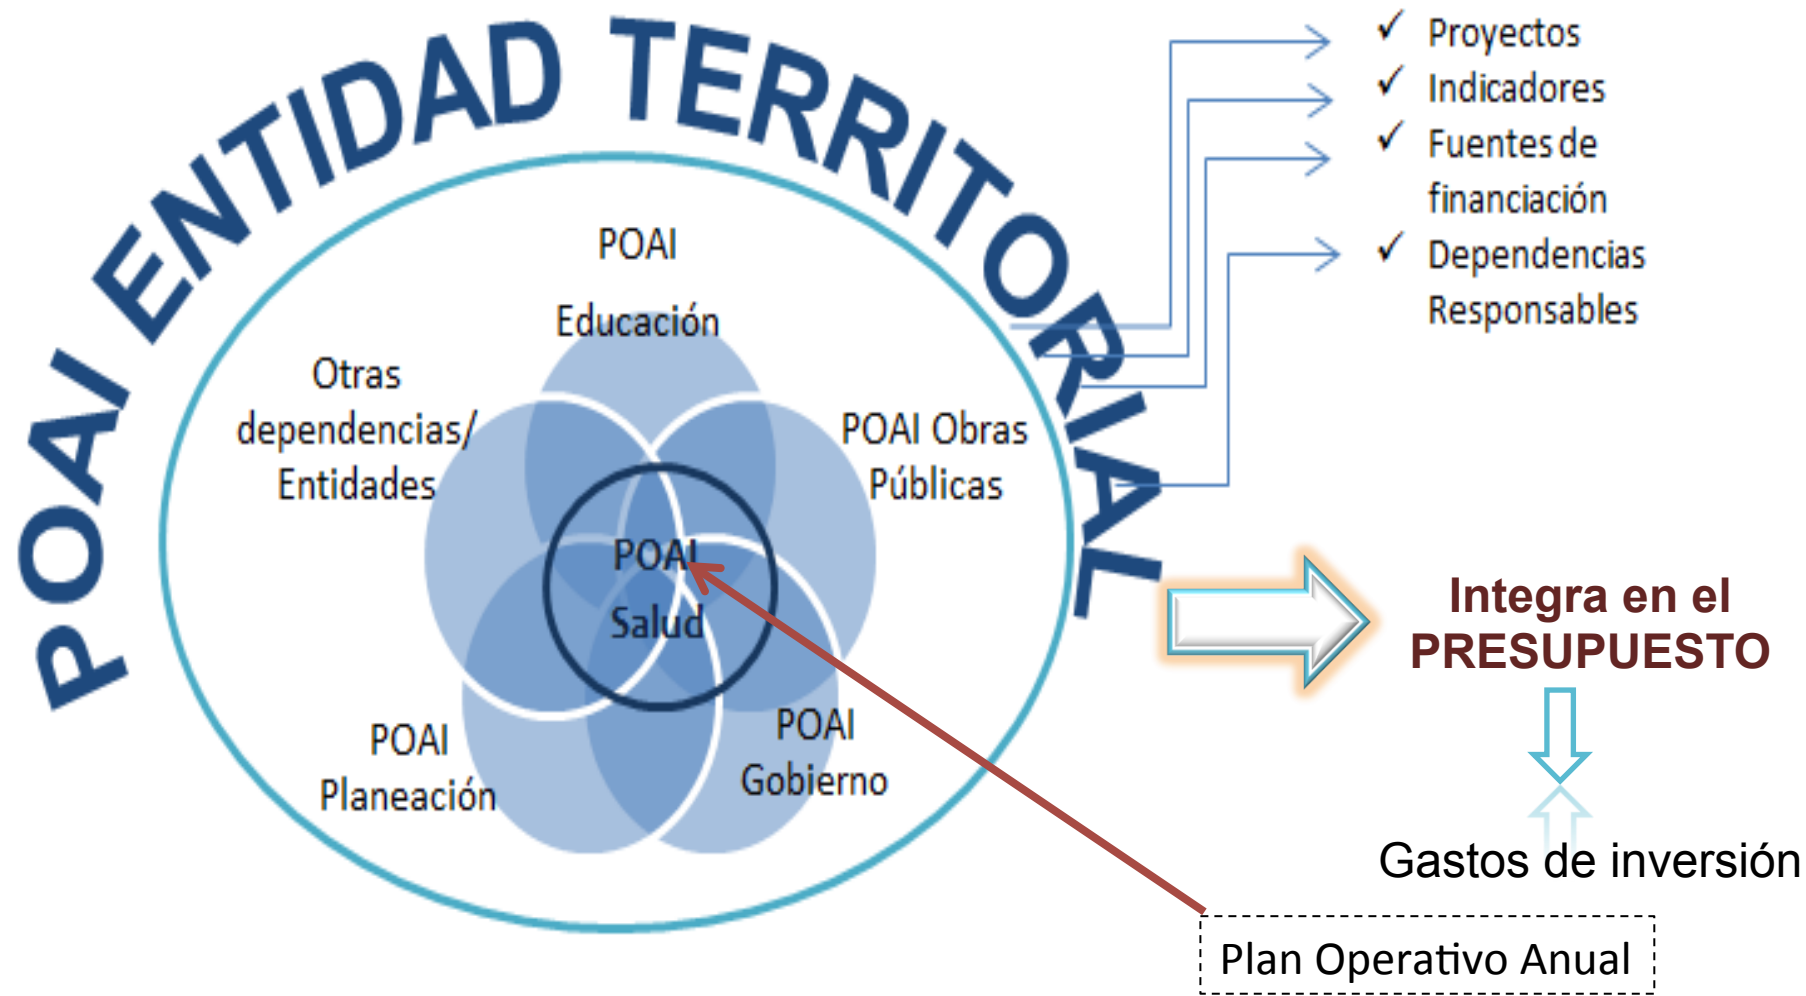 POAI ENTIDAD TERRITORIAL
✓ Proyectos
✓ Indicadores
✓ Fuentes de
financiación
✓ Dependencias
Responsables
POAI
Educación
Otras
dependencias/
Entidades
POAI Obras
Públicas
POAI
Salud
POAI
Planeación
POAI
Gobierno
Integra en el
PRESUPUESTO
Gastos de inversión
Plan Operativo Anual